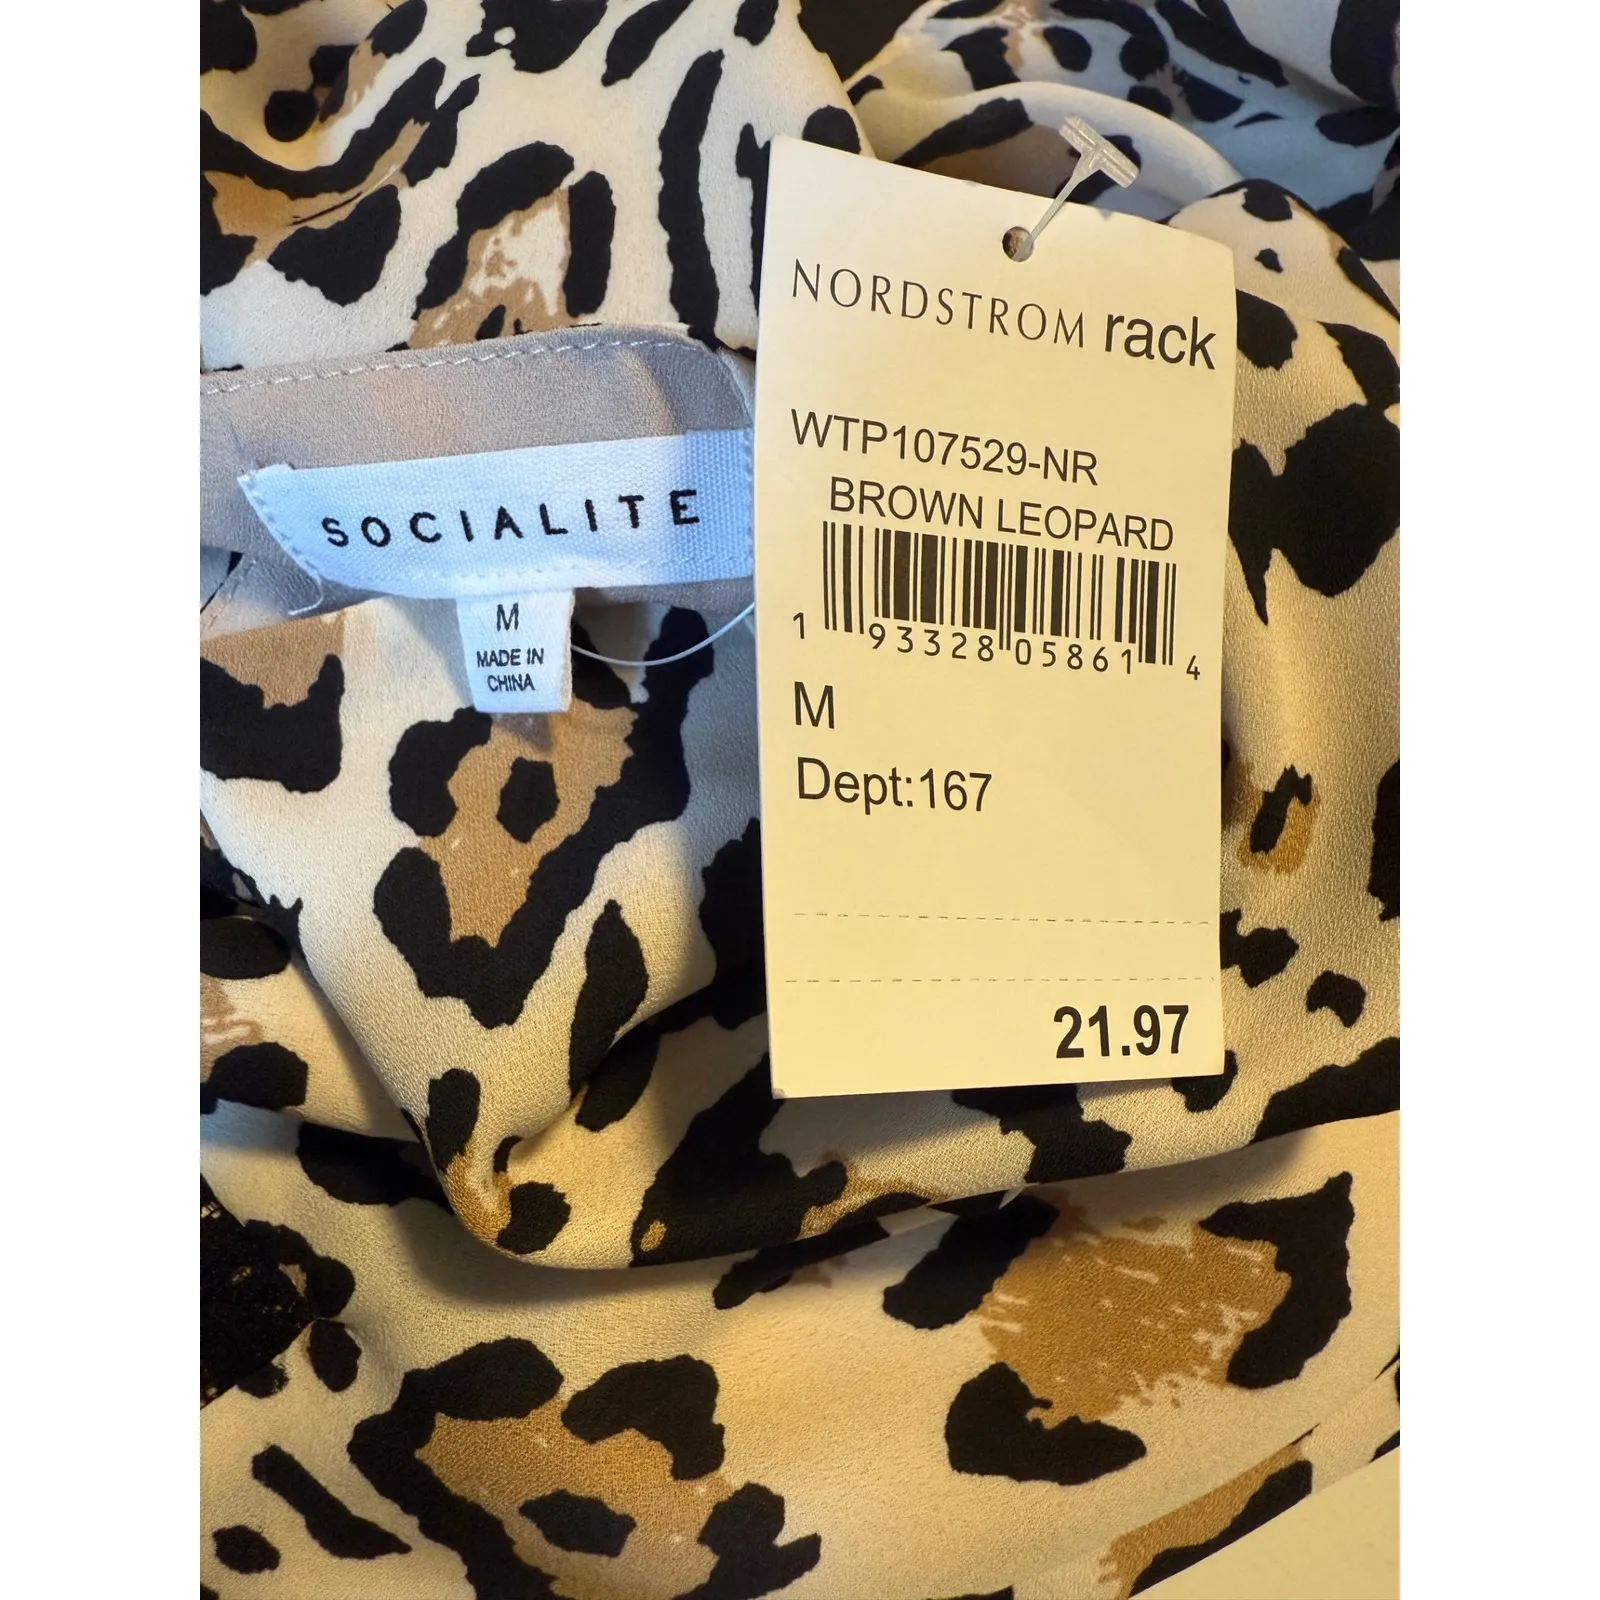 SOCIALITE
M
MADE IN
CHINA
NORDSTROM rack
WTP107529-NR
BROWN LEOPARD
1 93328 05861 4
M
Dept:167
21.97